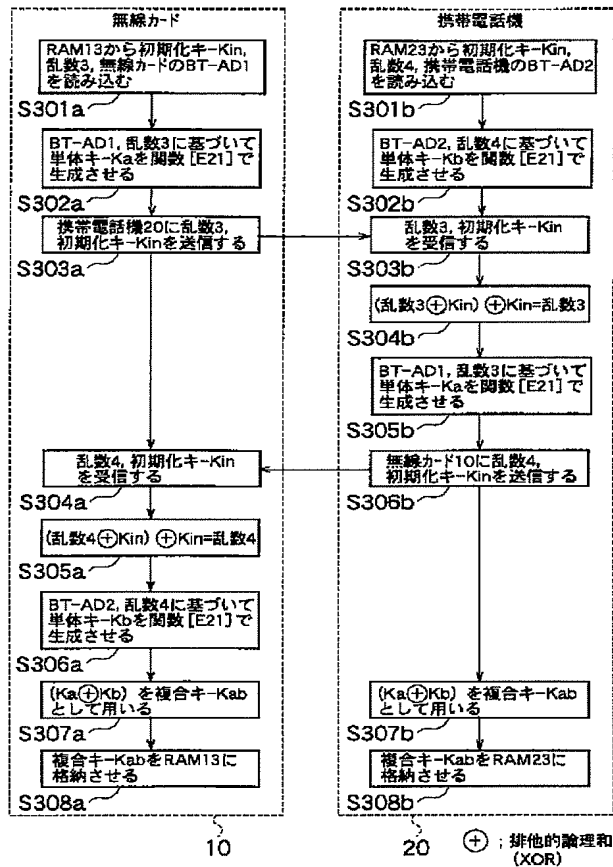 無線カード
RAM13から初期化キーKin,
乱数3, 無線カードのBT-AD1
を読み込む
S301a
BT-AD1, 乱数3に基づいて
単体キーKaを関数[E21]で
生成させる
S302a
携帯電話機20に乱数3,
初期化キーKinを送信する
S303a
乱数4, 初期化キーKin
を受信する
S304a
(乱数4⊕Kin) ⊕Kin=乱数4
S305a
BT-AD2, 乱数4に基づいて
単体キーKbを関数[E21]で
生成させる
S306a
(Ka⊕Kb) を複合キーKab
として用いる
S307a
複合キーKabをRAM13に
格納させる
S308a
10
携帯電話機
RAM23から初期化キーKin,
乱数4, 携帯電話機のBT-AD2
を読み込む
S301b
BT-AD2, 乱数4に基づいて
単体キーKbを関数[E21]で
生成させる
S302b
乱数3, 初期化キーKin
を受信する
S303b
(乱数3⊕Kin) ⊕Kin=乱数3
S304b
BT-AD1, 乱数3に基づいて
単体キーKaを関数[E21]で
生成させる
S305b
無線カード10に乱数4,
初期化キーKinを送信する
S306b
(Ka⊕Kb) を複合キーKab
として用いる
S307b
複合キーKabをRAM23に
格納させる
S308b
20
⊕ ; 排他的論理和
(XOR)